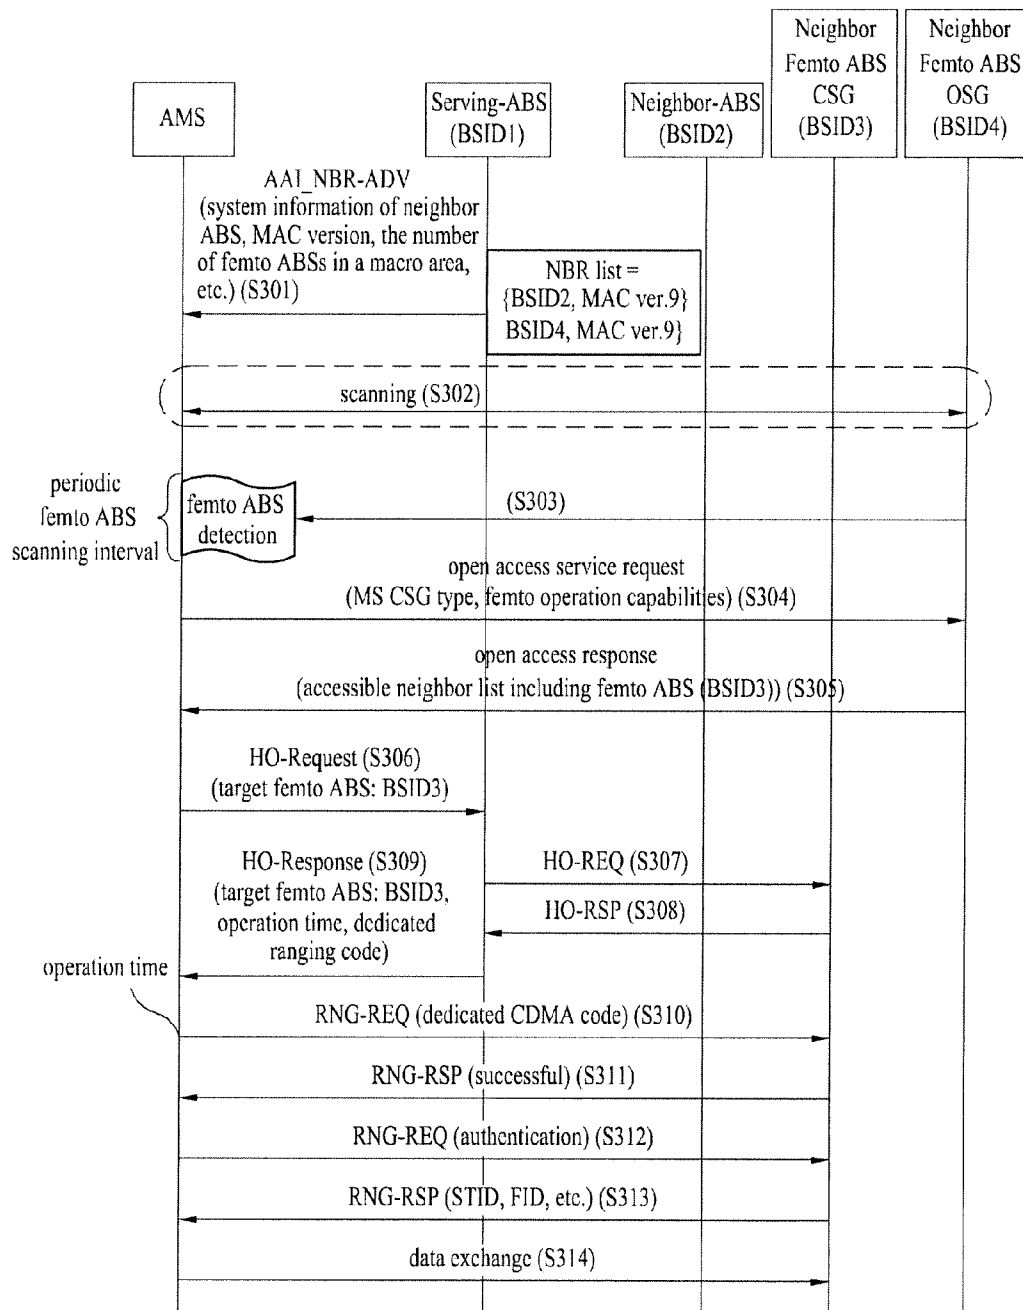 AMS
Serving-ABS
(BSID1)
Neighbor-ABS
(BSID2)
Neighbor
Femto ABS
CSG
(BSID3)
Neighbor
Femto ABS
OSG
(BSID4)
AAI_NBR-ADV
(system information of neighbor
ABS, MAC version, the number
of femto ABSs in a macro area,
etc.) (S301)
NBR list =
{BSID2, MAC ver.9}
BSID4, MAC ver.9}
scanning (S302)
periodic
femto ABS
scanning interval
femto ABS
detection
(S303)
open access service request
(MS CSG type, femto operation capabilities) (S304)
open access response
(accessible neighbor list including femto ABS (BSID3)) (S305)
HO-Request (S306)
(target femto ABS: BSID3)
HO-Response (S309)
(target femto ABS: BSID3,
operation time, dedicated
ranging code)
HO-REQ (S307)
HO-RSP (S308)
operation time
RNG-REQ (dedicated CDMA code) (S310)
RNG-RSP (successful) (S311)
RNG-REQ (authentication) (S312)
RNG-RSP (STID, FID, etc.) (S313)
data exchange (S314)